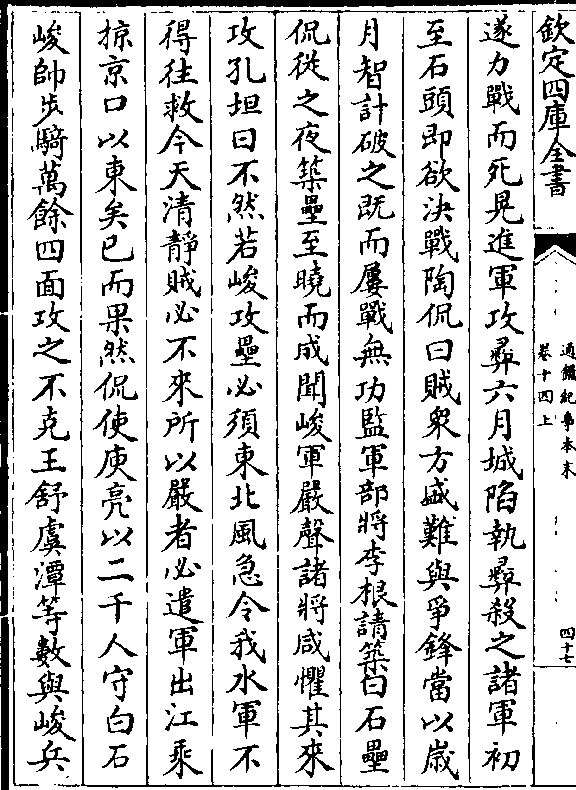 欽定四庫全書
通鑑紀事本末
卷十四上
四十七
遂力戰而死晃進軍攻彛六月城陷執彛殺之諸軍初
至石頭即欲決戰陶侃曰賊衆方盛難與爭鋒當以歳
月智計破之既而屢戰無功監軍部將李根請築白石壘
侃從之夜築壘至曉而成聞峻軍嚴聲諸將咸懼其來
攻孔坦曰不然若峻攻壘必須東北風急令我水軍不
得往救今天清靜賊必不來所以嚴者必遣軍出江乘
掠京口以東矣已而果然侃使庾亮以二千人守白石
峻帥步騎萬餘四面攻之不克王舒虞潭等數與峻兵